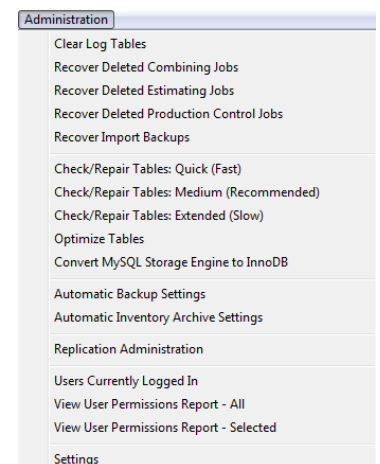 Administration
Clear Log Tables
Recover Deleted Combining Jobs
Recover Deleted Estimating Jobs
Recover Deleted Production Control Jobs
Recover Import Backups
Check/Repair Tables: Quick (Fast)
Check/Repair Tables: Medium (Recommended)
Check/Repair Tables: Extended (Slow)
Optimize Tables
Convert MySQL Storage Engine to InnoDB
Automatic Backup Settings
Automatic Inventory Archive Settings
Replication Administration
Users Currently Logged In
View User Permissions Report - All
View User Permissions Report - Selected
Settings